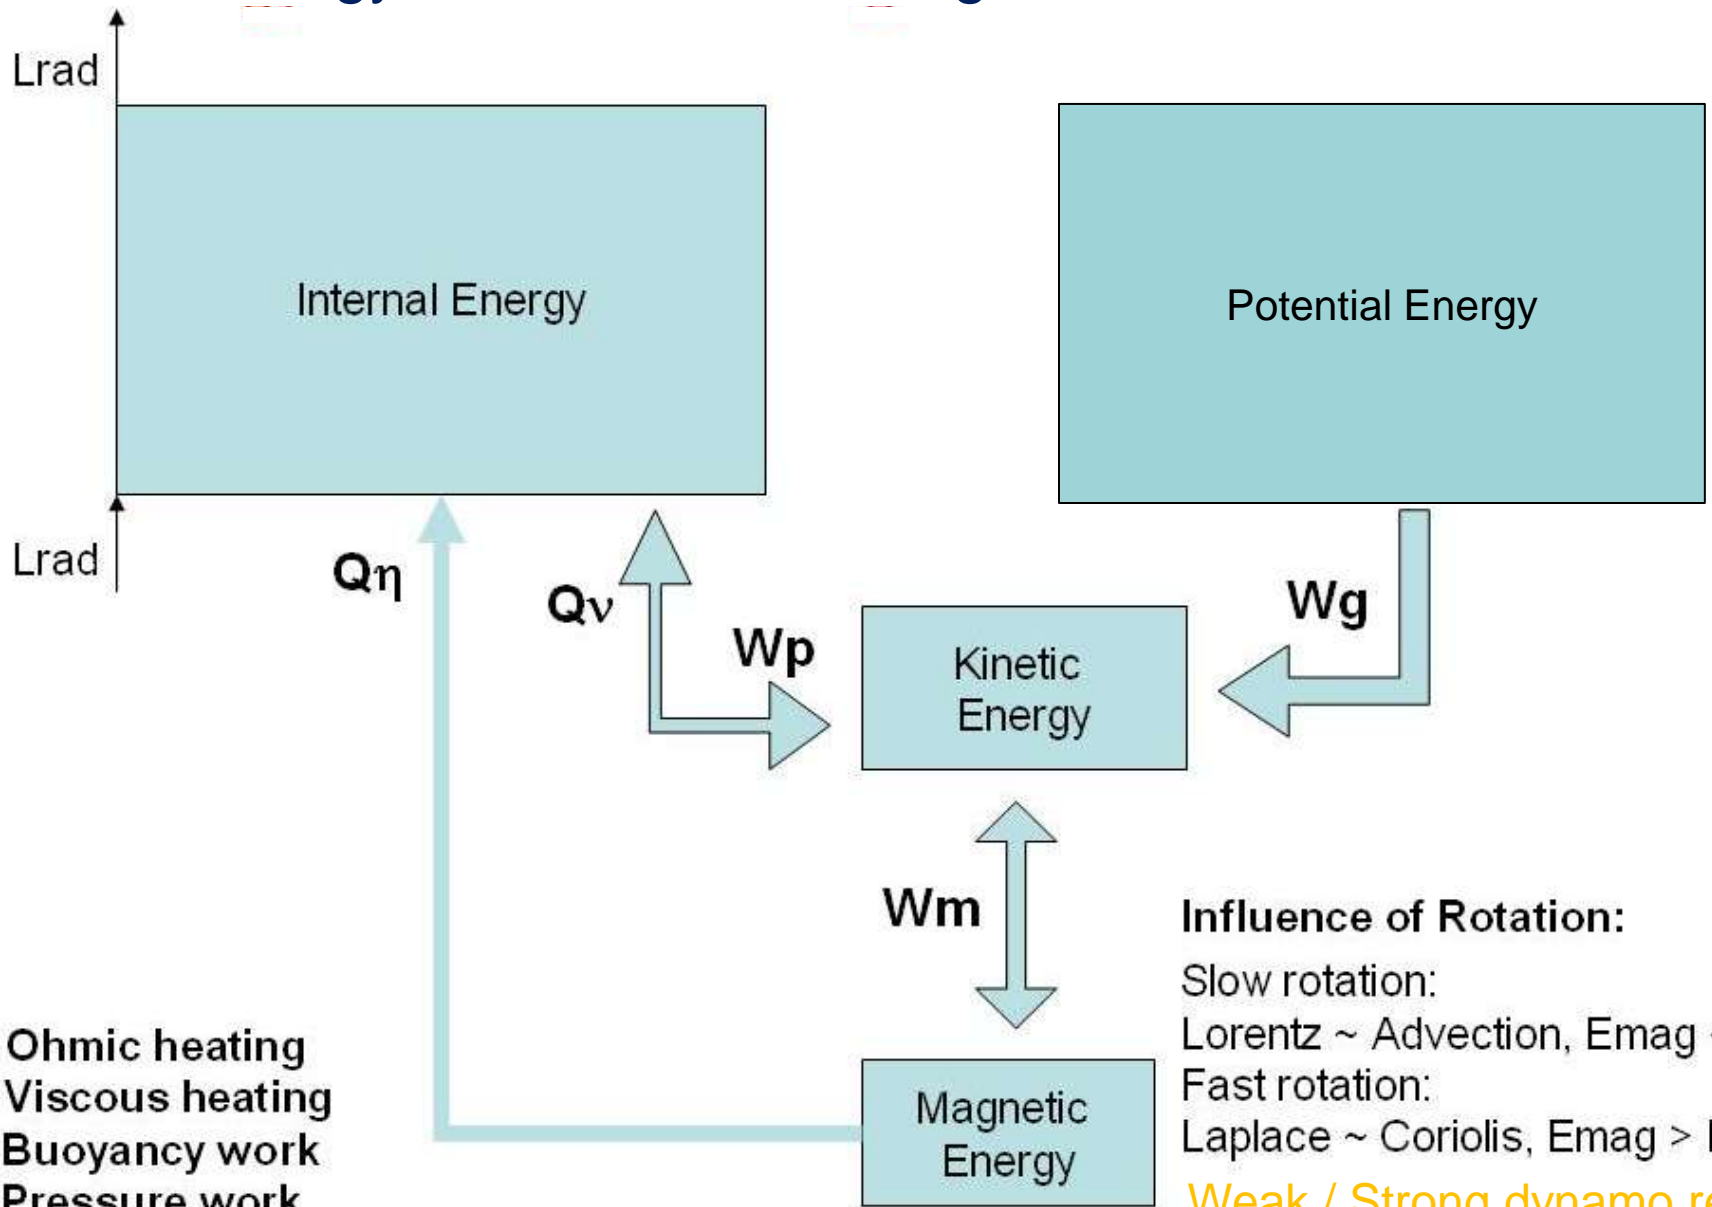 Lrad
Internal Energy
Potential Energy
Lrad
Qη
Qν
Wp
Wg
Kinetic
Energy
Wm
Influence of Rotation:
Slow rotation:
Lorentz ~ Advection, Emag
Fast rotation:
Laplace ~ Coriolis, Emag >
Ohmic heating
Viscous heating
Buoyancy work
Pressure work
Magnetic
Energy
Weak / Strong dynamo